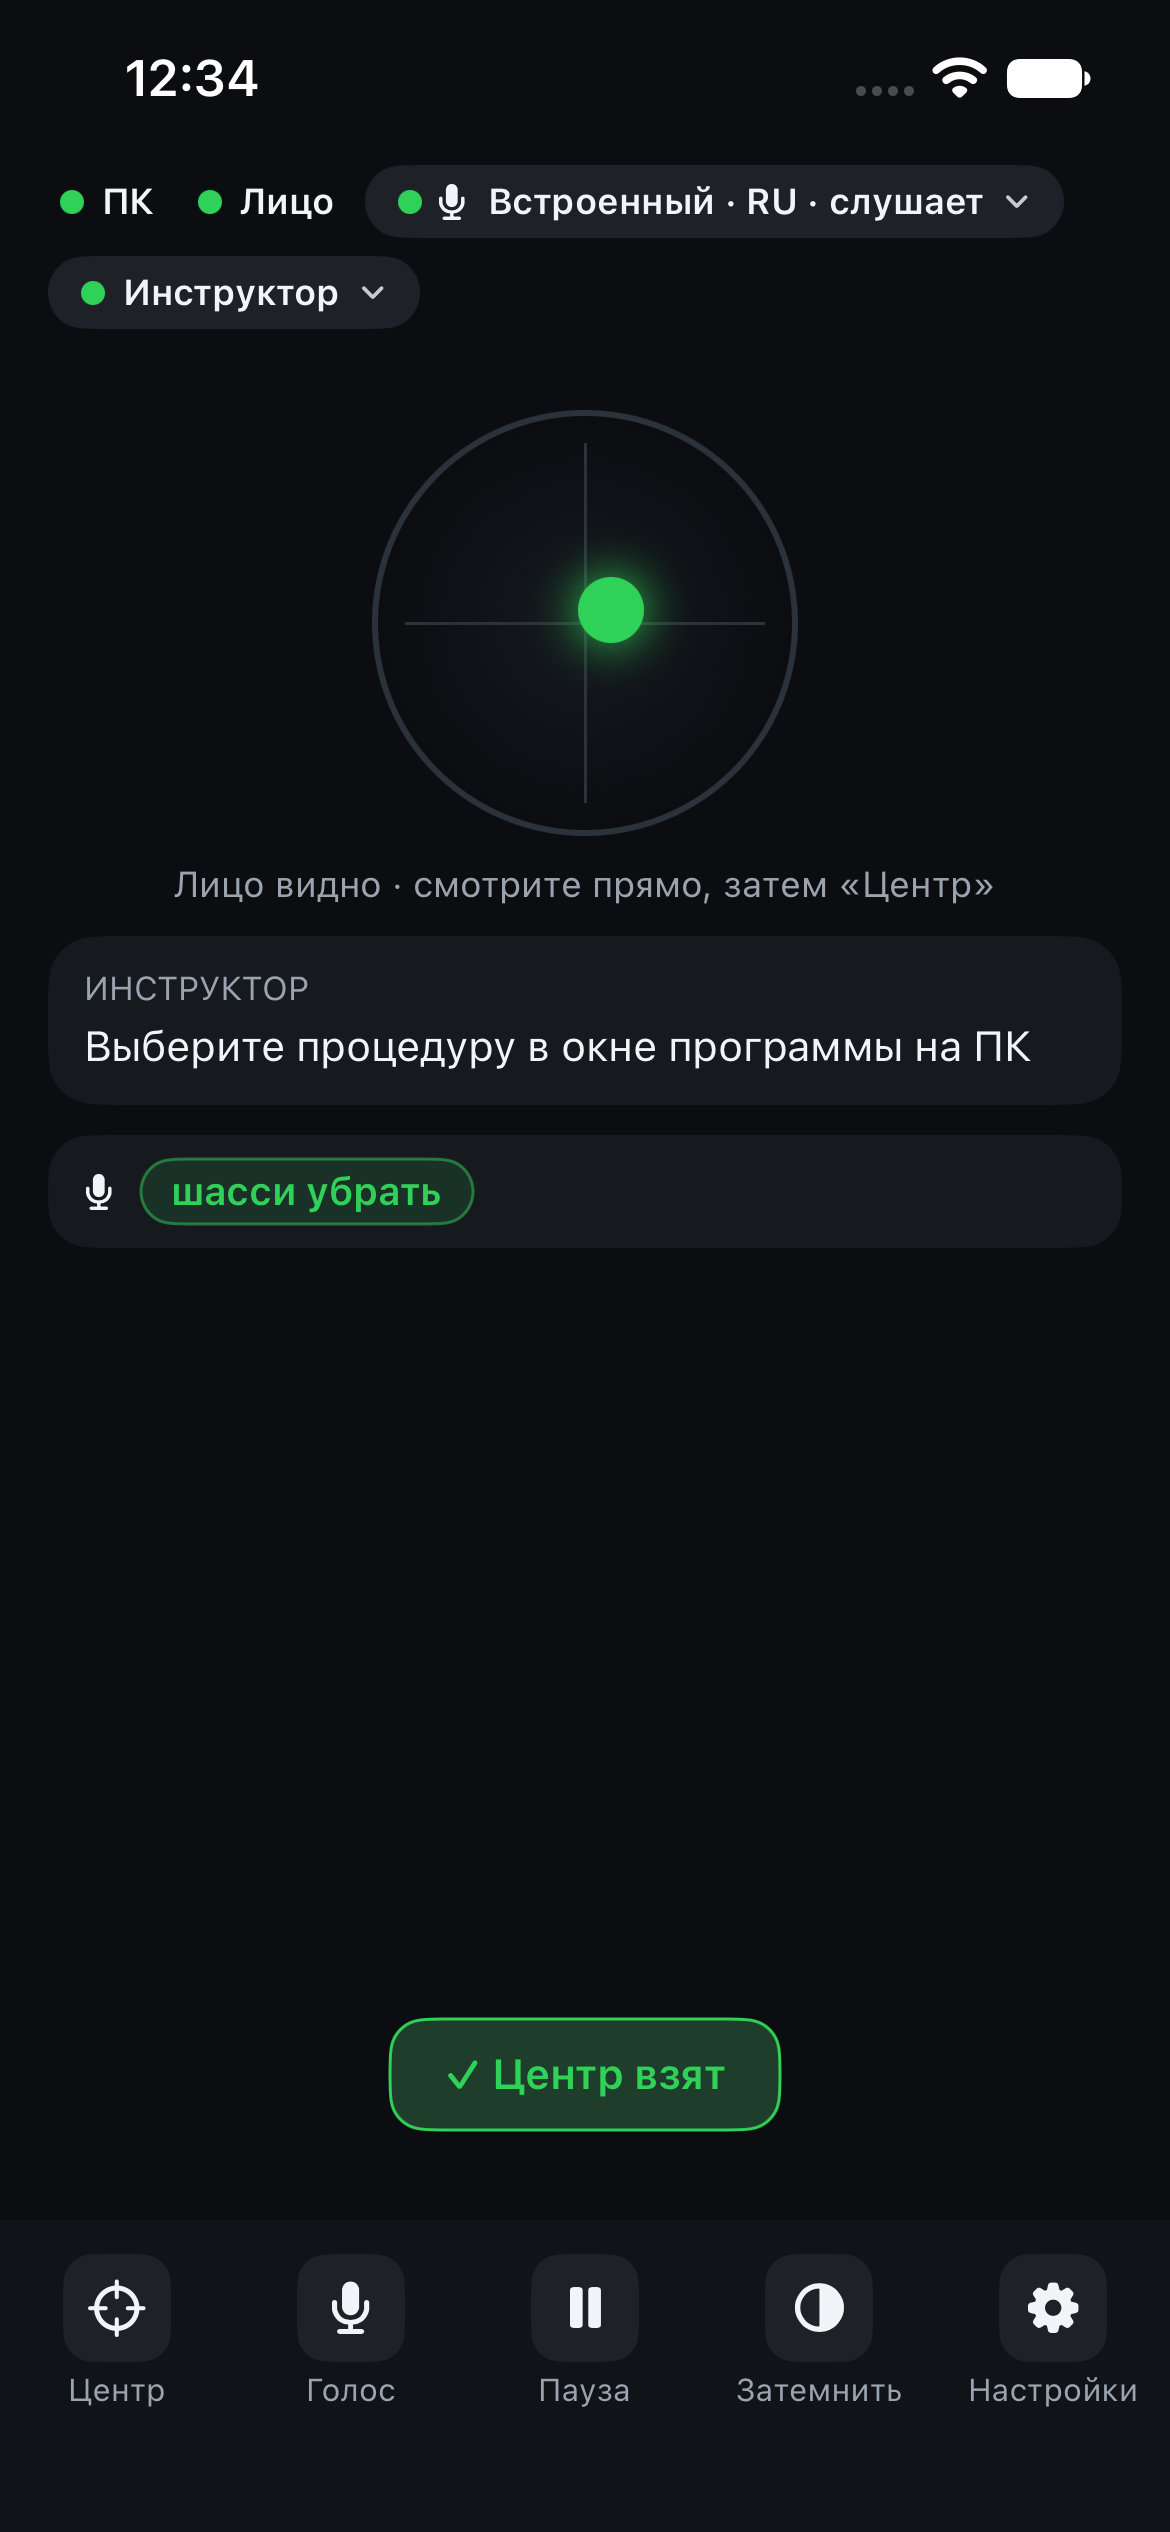 12:34
ПК
Лицо
Встроенный · RU · слушает
Инструктор
Лицо видно · смотрите прямо, затем «Центр»
ИНСТРУКТОР
Выберите процедуру в окне программы на ПК
шасси убрать
✓ Центр взят
Центр
Голос
Пауза
Затемнить
Настройки